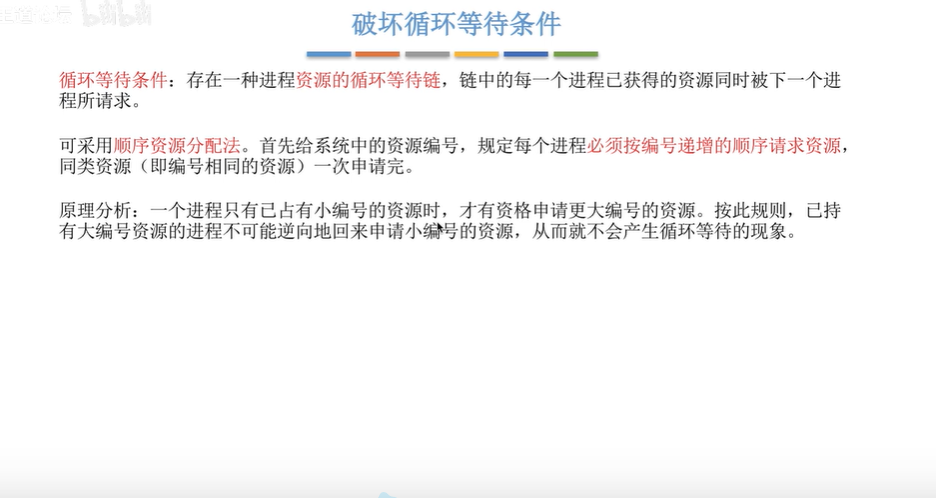 破坏循环等待条件
循环等待条件：存在一种进程资源的循环等待链，链中的每一个进程已获得的资源同时被下一个进
程所请求。
可采用顺序资源分配法。首先给系统中的资源编号，规定每个进程必须按编号递增的顺序请求资源，
同类资源（即编号相同的资源）一次申请完。
原理分析：一个进程只有已占有小编号的资源时，才有资格申请更大编号的资源。按此规则，已持
有大编号资源的进程不可能逆向地回来申请小编号的资源，从而就不会产生循环等待的现象。